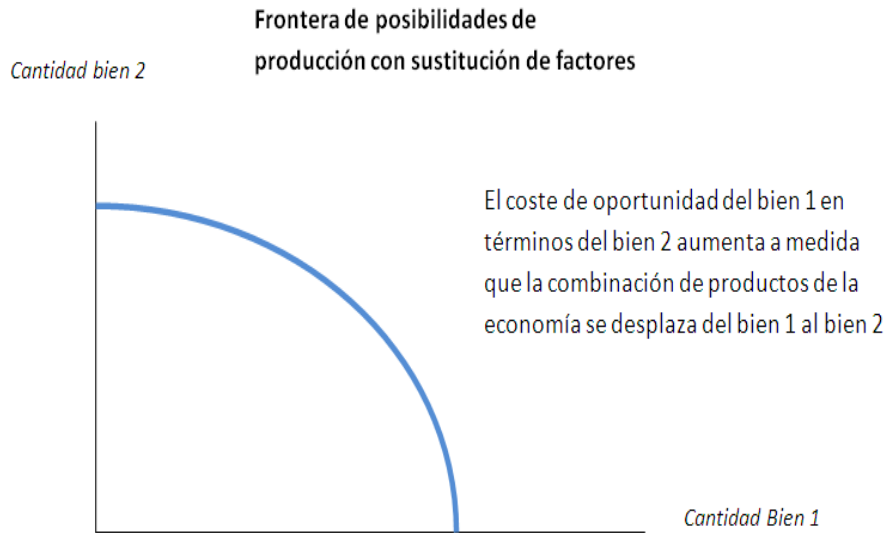 Frontera de posibilidades de
producción con sustitución de factores
Cantidad bien 2
El coste de oportunidad del bien 1 en
términos del bien 2 aumenta a medida
que la combinación de productos de la
economía se desplaza del bien 1 al bien 2
Cantidad Bien 1